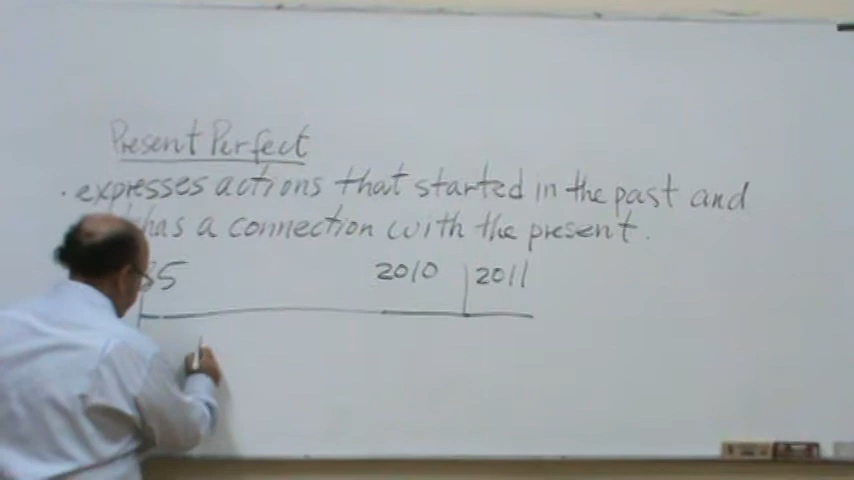 Present Perfect
· expresses actions that started in the past and
has a connection with the present.
2010 2011